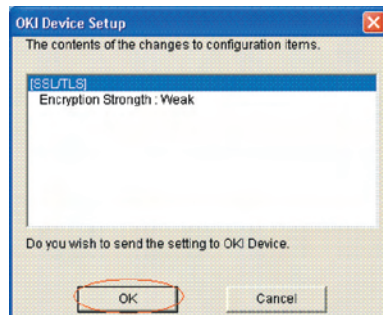 OKI Device Setup
The contents of the changes to configuration items.
[SSL/TLS]
Encryption Strength : Weak
Do you wish to send the setting to OKI Device.
OK
Cancel